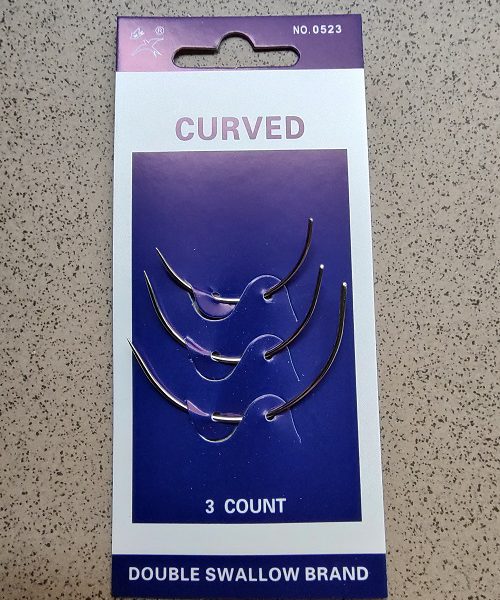 ®
NO.0523
CURVED
3 COUNT
DOUBLE SWALLOW BRAND